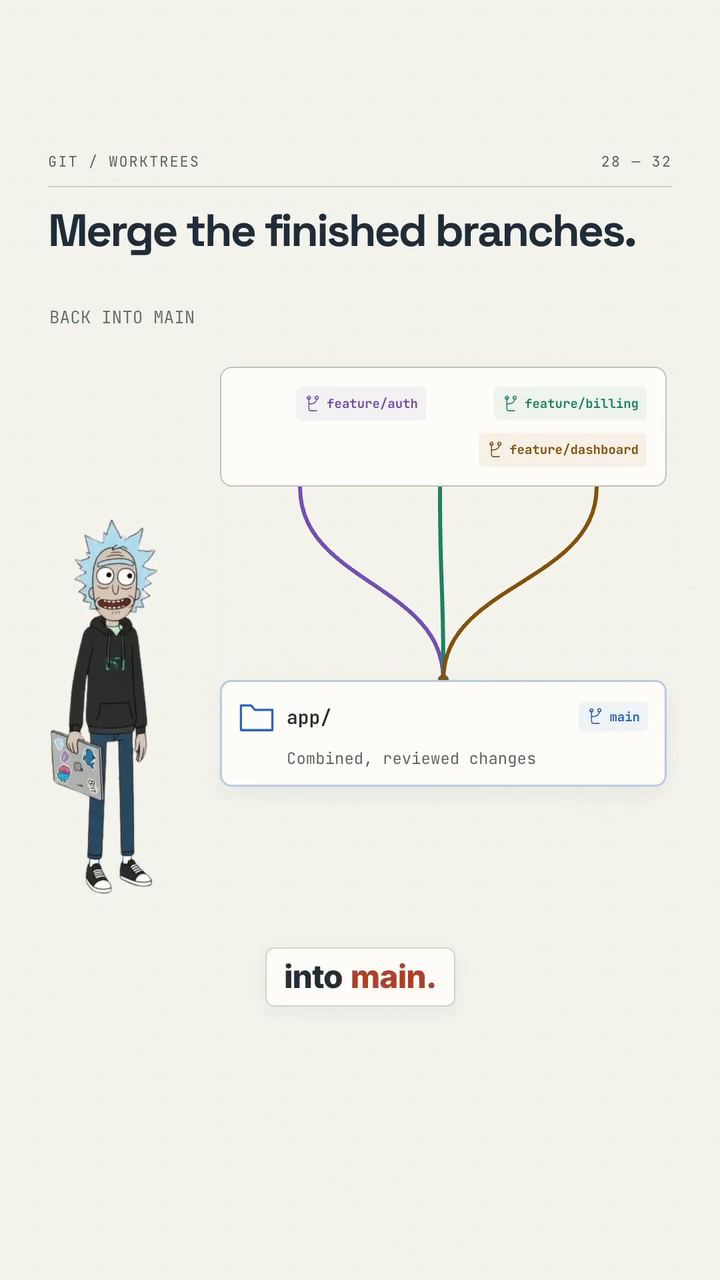 GIT / WORKTREES
28 — 32
Merge the finished branches.
BACK INTO MAIN
feature/auth
feature/billing
feature/dashboard
app/
main
Combined, reviewed changes
into main.